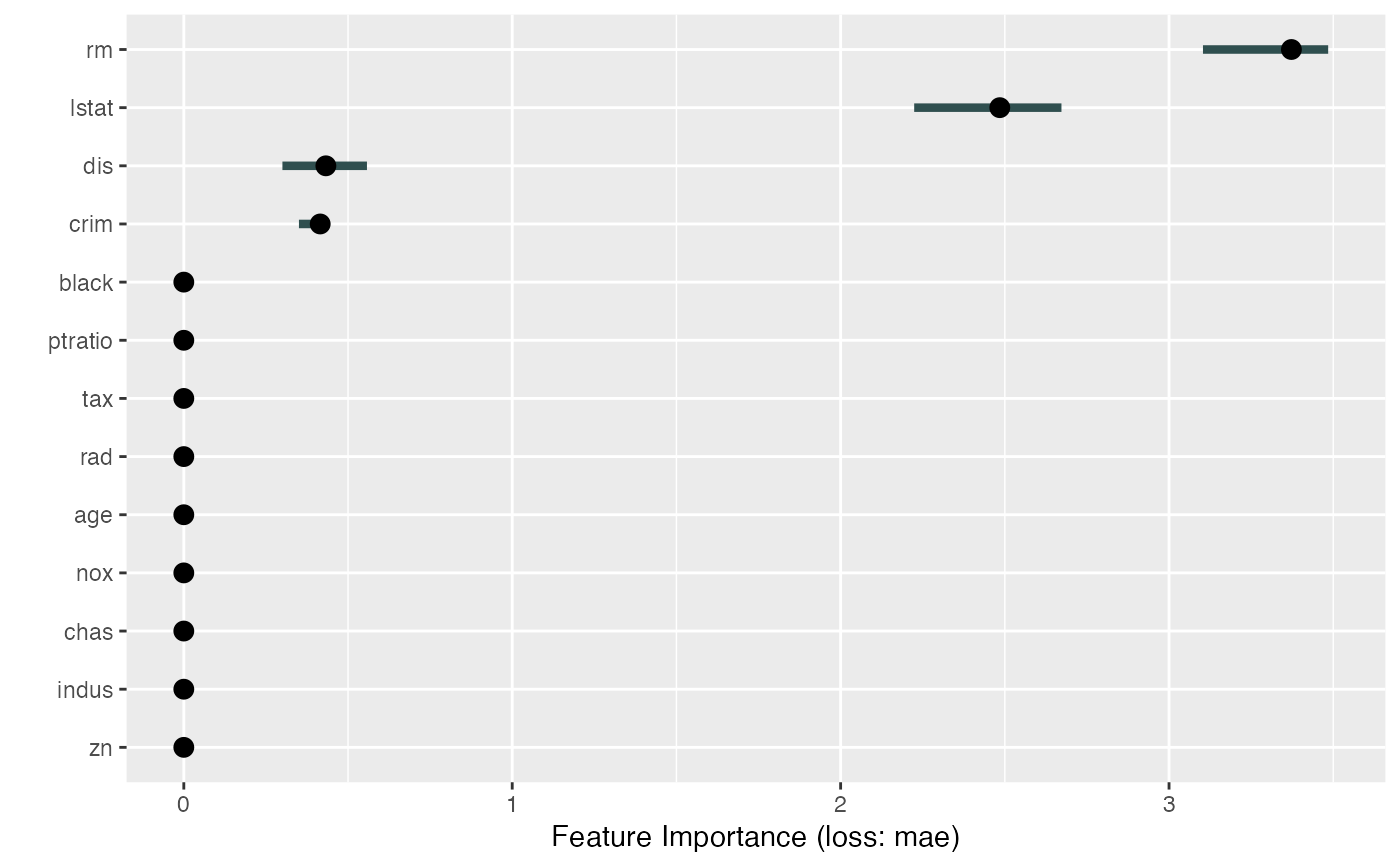 rm
lstat
dis
crim
black
ptratio
tax
rad
age
nox
chas
indus
zn
0 1 2 3
Feature Importance (loss: mae)